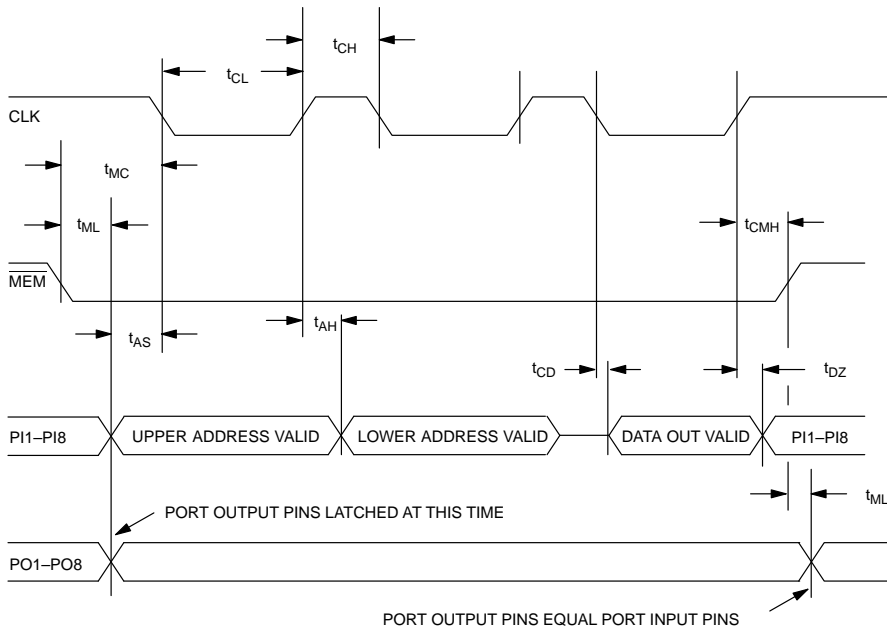 tCH
tCL
CLK
tMC
tML
tCMH
MEM
tAS
tAH
tCD
tDZ
PI1–PI8
UPPER ADDRESS VALID
LOWER ADDRESS VALID
DATA OUT VALID
PI1–PI8
tML
PORT OUTPUT PINS LATCHED AT THIS TIME
PO1–PO8
PORT OUTPUT PINS EQUAL PORT INPUT PINS